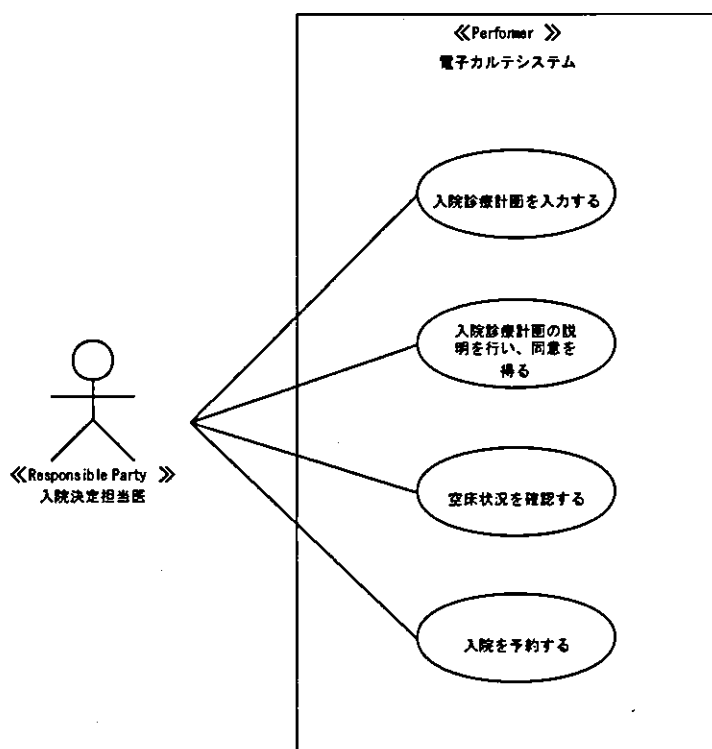 ≪Performer ≫
電子カルテシステム
入院診療計画を入力する
入院診療計画の説
明を行い、同意を
得る
≪Responsible Party ≫
入院決定担当医
空床状況を確認する
入院を予約する